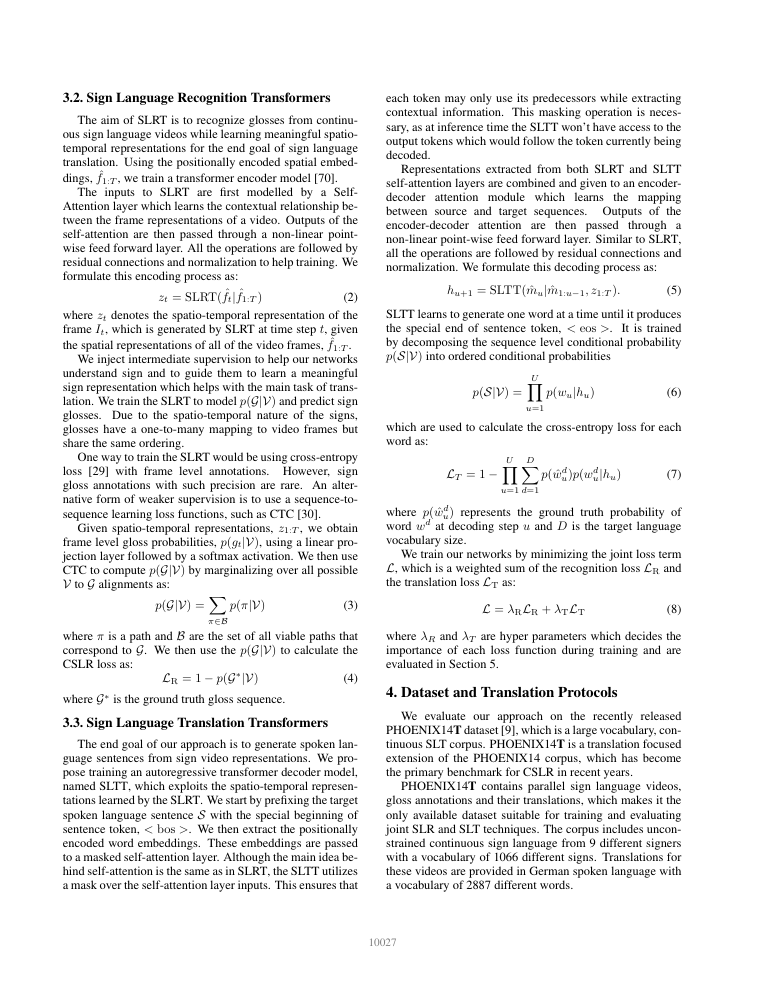 3.2. Sign Language Recognition Transformers
The aim of SLRT is to recognize glosses from continu-
ous sign language videos while learning meaningful spatio-
temporal representations for the end goal of sign language
translation. Using the positionally encoded spatial embed-
dings, f̂₁:T, we train a transformer encoder model [70].
The inputs to SLRT are first modelled by a Self-
Attention layer which learns the contextual relationship be-
tween the frame representations of a video. Outputs of the
self-attention are then passed through a non-linear point-
wise feed forward layer. All the operations are followed by
residual connections and normalization to help training. We
formulate this encoding process as:
z_t = SLRT(f̂_t|f̂₁:T) (2)
where z_t denotes the spatio-temporal representation of the
frame I_t, which is generated by SLRT at time step t, given
the spatial representations of all of the video frames, f̂₁:T.
We inject intermediate supervision to help our networks
understand sign and to guide them to learn a meaningful
sign representation which helps with the main task of trans-
lation. We train the SLRT to model p(𝒢|𝒱) and predict sign
glosses. Due to the spatio-temporal nature of the signs,
glosses have a one-to-many mapping to video frames but
share the same ordering.
One way to train the SLRT would be using cross-entropy
loss [29] with frame level annotations. However, sign
gloss annotations with such precision are rare. An alter-
native form of weaker supervision is to use a sequence-to-
sequence learning loss functions, such as CTC [30].
Given spatio-temporal representations, z₁:T, we obtain
frame level gloss probabilities, p(g_t|𝒱), using a linear pro-
jection layer followed by a softmax activation. We then use
CTC to compute p(𝒢|𝒱) by marginalizing over all possible
𝒱 to 𝒢 alignments as:
p(𝒢|𝒱) = ∑_{π∈ℬ} p(π|𝒱) (3)
where π is a path and ℬ are the set of all viable paths that
correspond to 𝒢. We then use the p(𝒢|𝒱) to calculate the
CSLR loss as:
ℒ_R = 1 − p(𝒢*|𝒱) (4)
where 𝒢* is the ground truth gloss sequence.
3.3. Sign Language Translation Transformers
The end goal of our approach is to generate spoken lan-
guage sentences from sign video representations. We pro-
pose training an autoregressive transformer decoder model,
named SLTT, which exploits the spatio-temporal represen-
tations learned by the SLRT. We start by prefixing the target
spoken language sentence 𝒮 with the special beginning of
sentence token, < bos >. We then extract the positionally
encoded word embeddings. These embeddings are passed
to a masked self-attention layer. Although the main idea be-
hind self-attention is the same as in SLRT, the SLTT utilizes
a mask over the self-attention layer inputs. This ensures that
each token may only use its predecessors while extracting
contextual information. This masking operation is neces-
sary, as at inference time the SLTT won't have access to the
output tokens which would follow the token currently being
decoded.
Representations extracted from both SLRT and SLTT
self-attention layers are combined and given to an encoder-
decoder attention module which learns the mapping
between source and target sequences. Outputs of the
encoder-decoder attention are then passed through a
non-linear point-wise feed forward layer. Similar to SLRT,
all the operations are followed by residual connections and
normalization. We formulate this decoding process as:
h_{u+1} = SLTT(m̂_u|m̂_{1:u−1}, z_{1:T}). (5)
SLTT learns to generate one word at a time until it produces
the special end of sentence token, < eos >. It is trained
by decomposing the sequence level conditional probability
p(𝒮|𝒱) into ordered conditional probabilities
p(𝒮|𝒱) = ∏_{u=1}^{U} p(w_u|h_u) (6)
which are used to calculate the cross-entropy loss for each
word as:
ℒ_T = 1 − ∏_{u=1}^{U} ∑_{d=1}^{D} p(ŵ_u^d)p(w_u^d|h_u) (7)
where p(ŵ_u^d) represents the ground truth probability of
word w^d at decoding step u and D is the target language
vocabulary size.
We train our networks by minimizing the joint loss term
ℒ, which is a weighted sum of the recognition loss ℒ_R and
the translation loss ℒ_T as:
ℒ = λ_Rℒ_R + λ_Tℒ_T (8)
where λ_R and λ_T are hyper parameters which decides the
importance of each loss function during training and are
evaluated in Section 5.
4. Dataset and Translation Protocols
We evaluate our approach on the recently released
PHOENIX14T dataset [9], which is a large vocabulary, con-
tinuous SLT corpus. PHOENIX14T is a translation focused
extension of the PHOENIX14 corpus, which has become
the primary benchmark for CSLR in recent years.
PHOENIX14T contains parallel sign language videos,
gloss annotations and their translations, which makes it the
only available dataset suitable for training and evaluating
joint SLR and SLT techniques. The corpus includes uncon-
strained continuous sign language from 9 different signers
with a vocabulary of 1066 different signs. Translations for
these videos are provided in German spoken language with
a vocabulary of 2887 different words.
10027